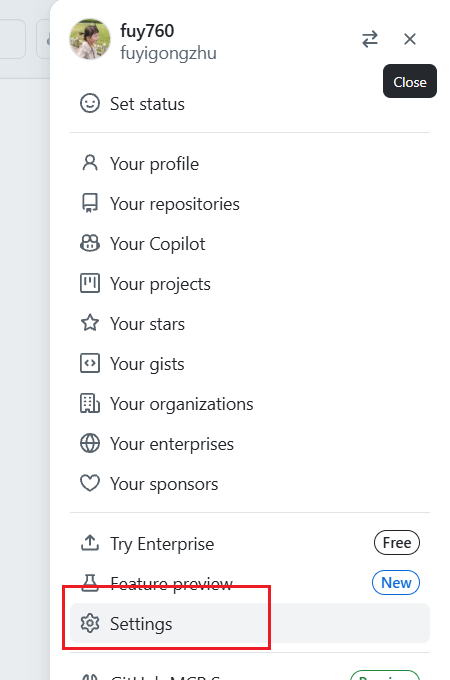 fuy760
fuyigongzhu
Close
Set status
Your profile
Your repositories
Your Copilot
Your projects
Your stars
Your gists
Your organizations
Your enterprises
Your sponsors
Try Enterprise Free
Feature preview New
Settings
GitHub MCP